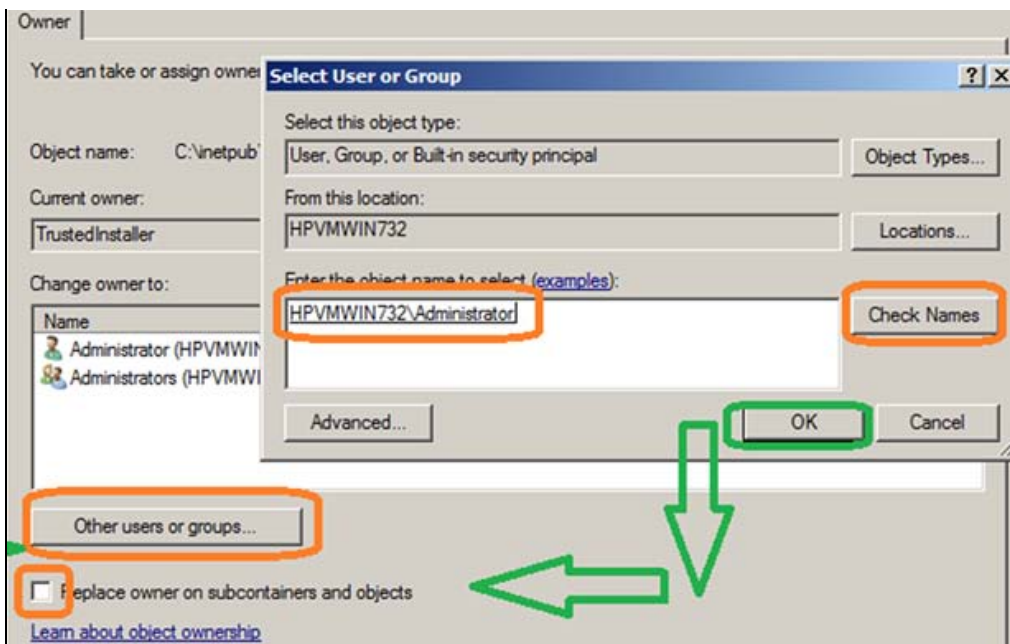 Owner
You can take or assign owne
Object name: C:\inetpub\
Current owner:
TrustedInstaller
Change owner to:
Name
Administrator (HPVMWIN
Administrators (HPVMWI
Other users or groups...
Replace owner on subcontainers and objects
Learn about object ownership
Select User or Group
? X
Select this object type:
User, Group, or Built-in security principal
Object Types...
From this location:
HPVMWIN732
Locations...
Enter the object name to select (examples):
HPVMWIN732\Administrator
Check Names
Advanced...
OK
Cancel